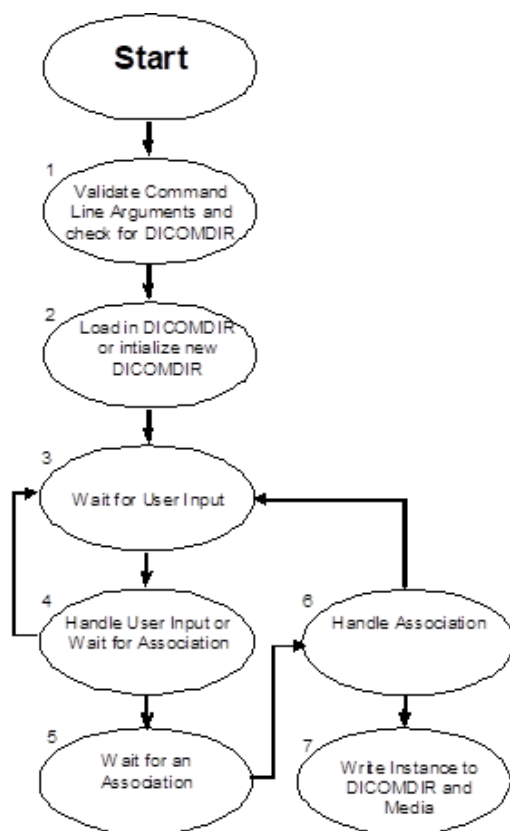 Start
1
Validate Command
Line Arguments and
check for DICOMDIR
2
Load in DICOMDIR
or intialize new
DICOMDIR
3
Wait for User Input
4
Handle User Input or
Wait for Association
5
Wait for an
Association
6
Handle Association
7
Write Instance to
DICOMDIR and
Media